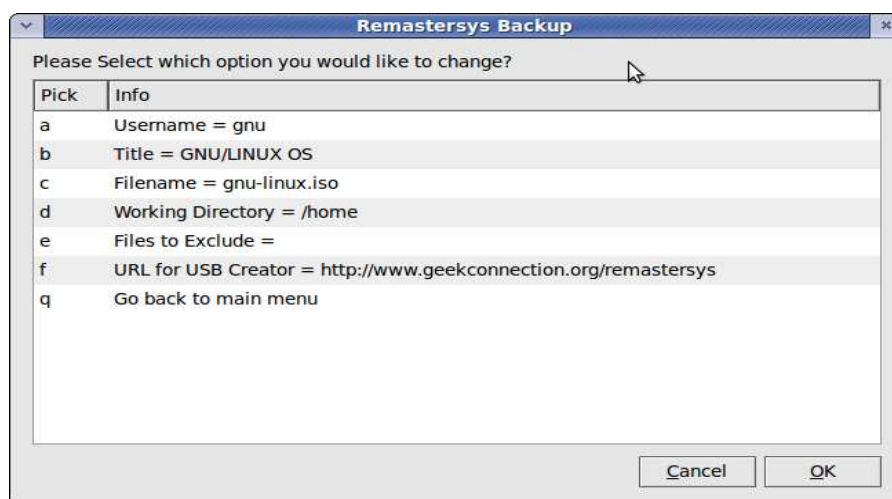 Remastersys Backup
Please Select which option you would like to change?
Pick Info
a Username = gnu
b Title = GNU/LINUX OS
c Filename = gnu-linux.iso
d Working Directory = /home
e Files to Exclude =
f URL for USB Creator = http://www.geekconnection.org/remastersys
q Go back to main menu
Cancel OK